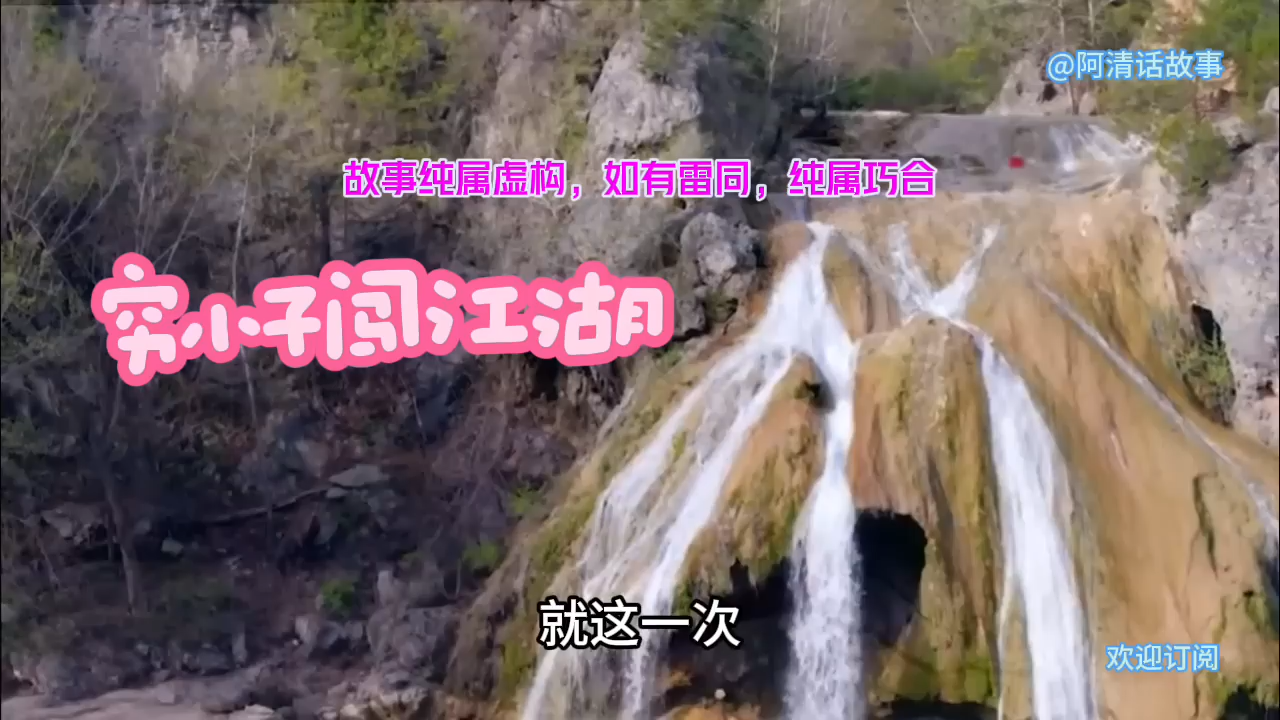 @阿清话故事
故事纯属虚构，如有雷同，纯属巧合
穷小子闯江湖
就这一次
欢迎订阅